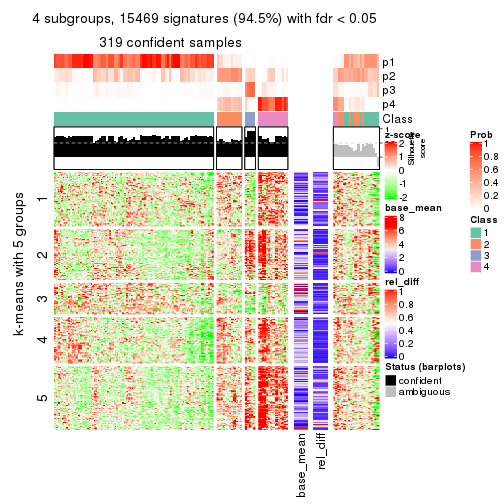 4 subgroups, 15469 signatures (94.5%) with fdr < 0.05
319 confident samples
p1
p2
p3
p4
Class
Silhouette score
k-means with 5 groups
1
2
3
4
5
base_mean
rel_diff
z-score
2
1
0
-1
-2
base_mean
8
6
4
2
0
rel_diff
1
0.8
0.6
0.4
0.2
0
Status (barplots)
confident
ambiguous
Prob
1
0.8
0.6
0.4
0.2
0
Class
1
2
3
4